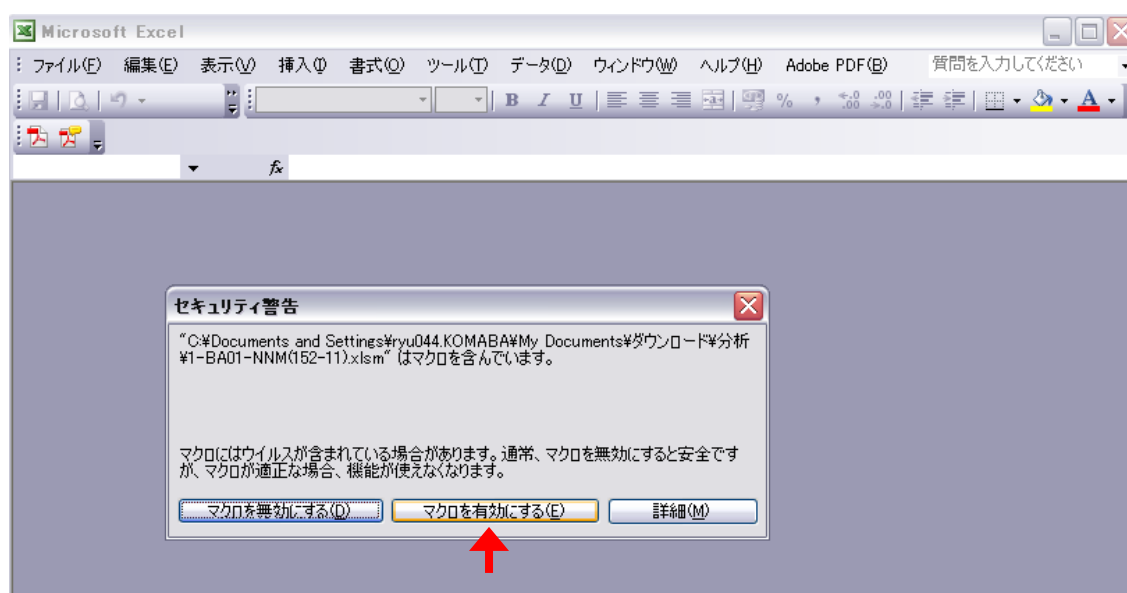 Microsoft Excel
ファイル(F) 編集(E) 表示(V) 挿入(I) 書式(O) ツール(T) データ(D) ウィンドウ(W) ヘルプ(H) Adobe PDF(B) 質問を入力してください
B I U % , .0 .00 .00 .0 A
fx
セキュリティ警告
"C:¥Documents and Settings¥ryu044.KOMABA¥My Documents¥ダウンロード¥分析
¥1-BA01-NNM(152-11).xlsm" はマクロを含んでいます。
マクロにはウイルスが含まれている場合があります。通常、マクロを無効にすると安全です
が、マクロが適正な場合、機能が使えなくなります。
マクロを無効にする(D) マクロを有効にする(E) 詳細(M)